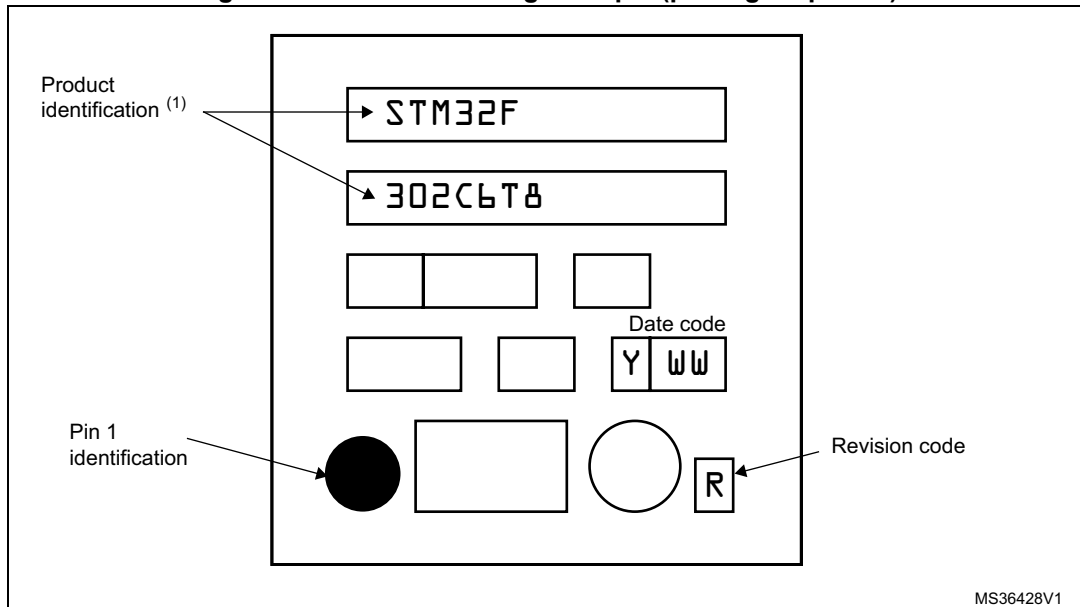 Product
identification (1)
STM32F
302C6T8
Date code
Y WW
Pin 1
identification
Revision code
R
MS36428V1